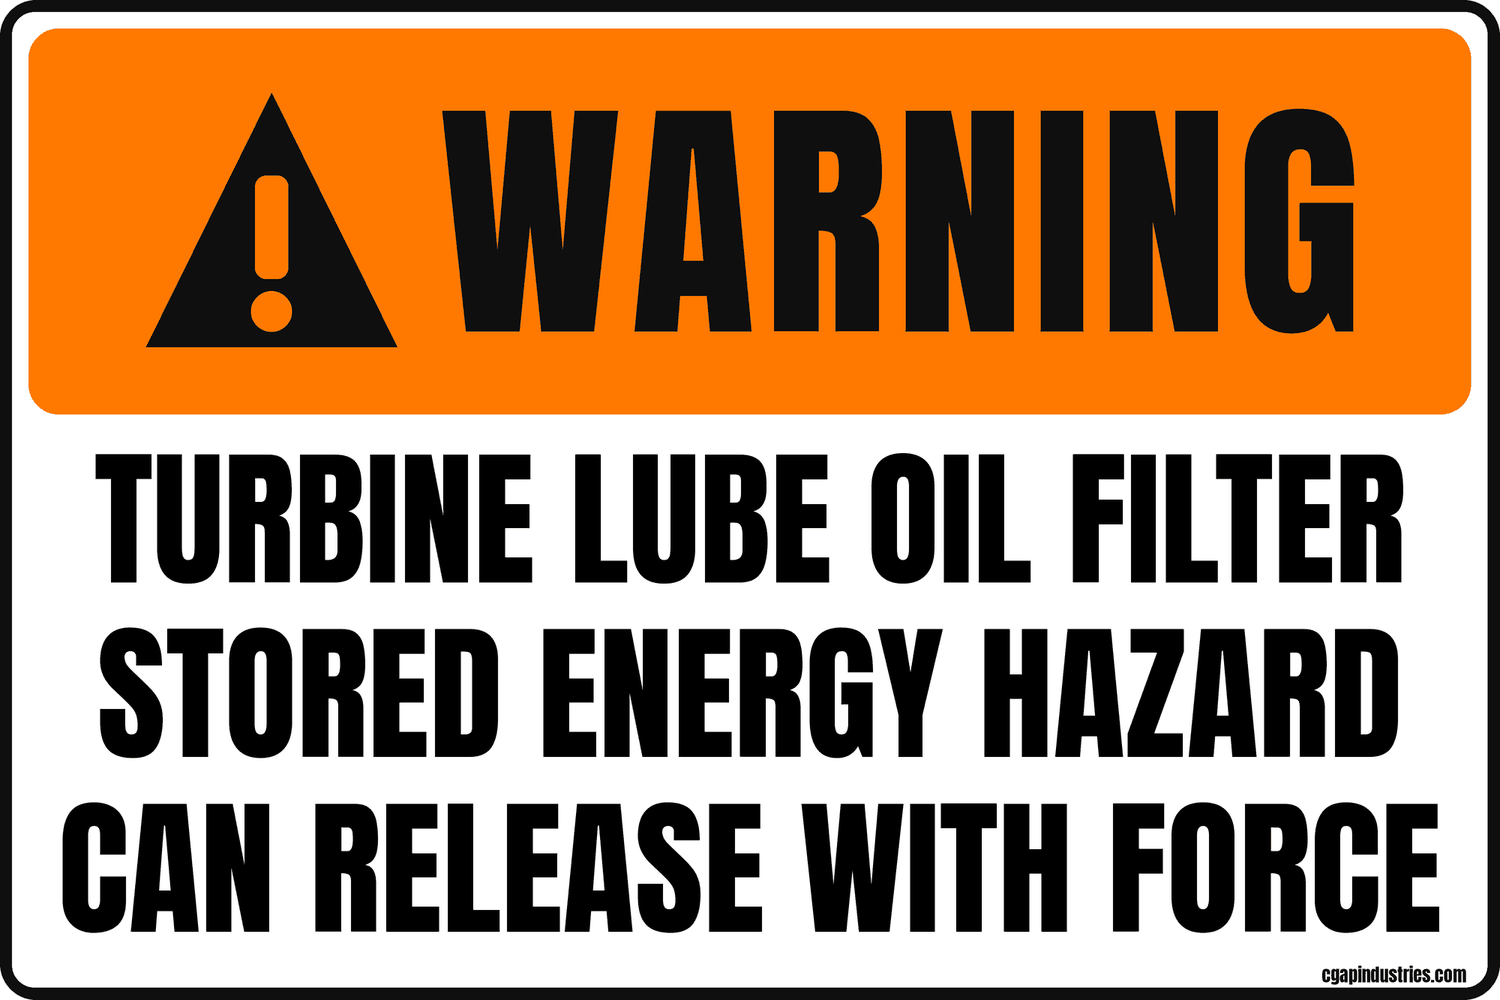 WARNING
TURBINE LUBE OIL FILTER
STORED ENERGY HAZARD
CAN RELEASE WITH FORCE
cgapindustries.com